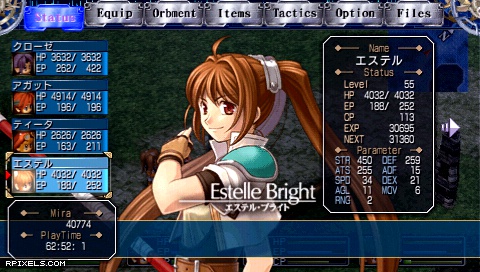 Status Equip Orbment Items Tactics Option Files
クローゼ
HP 3632/ 3632
EP 262/ 422
アガット
HP 4914/ 4914
EP 196/ 196
ティータ
HP 2626/ 2626
EP 163/ 211
エステル
HP 4032/ 4032
EP 188/ 252
Mira
40774
PlayTime
62:52: 1
Estelle Bright
エステル・ブライト
Name
エステル
Status
Level 55
HP 4032/ 4032
EP 188/ 252
CP 113
EXP 30695
NEXT 31360
Parameter
STR 450 DEF 259
ATS 255 ADF 15
SPD 34 DEX 21
AGL 11 MOV 6
RNG 2
RPIXELS.COM